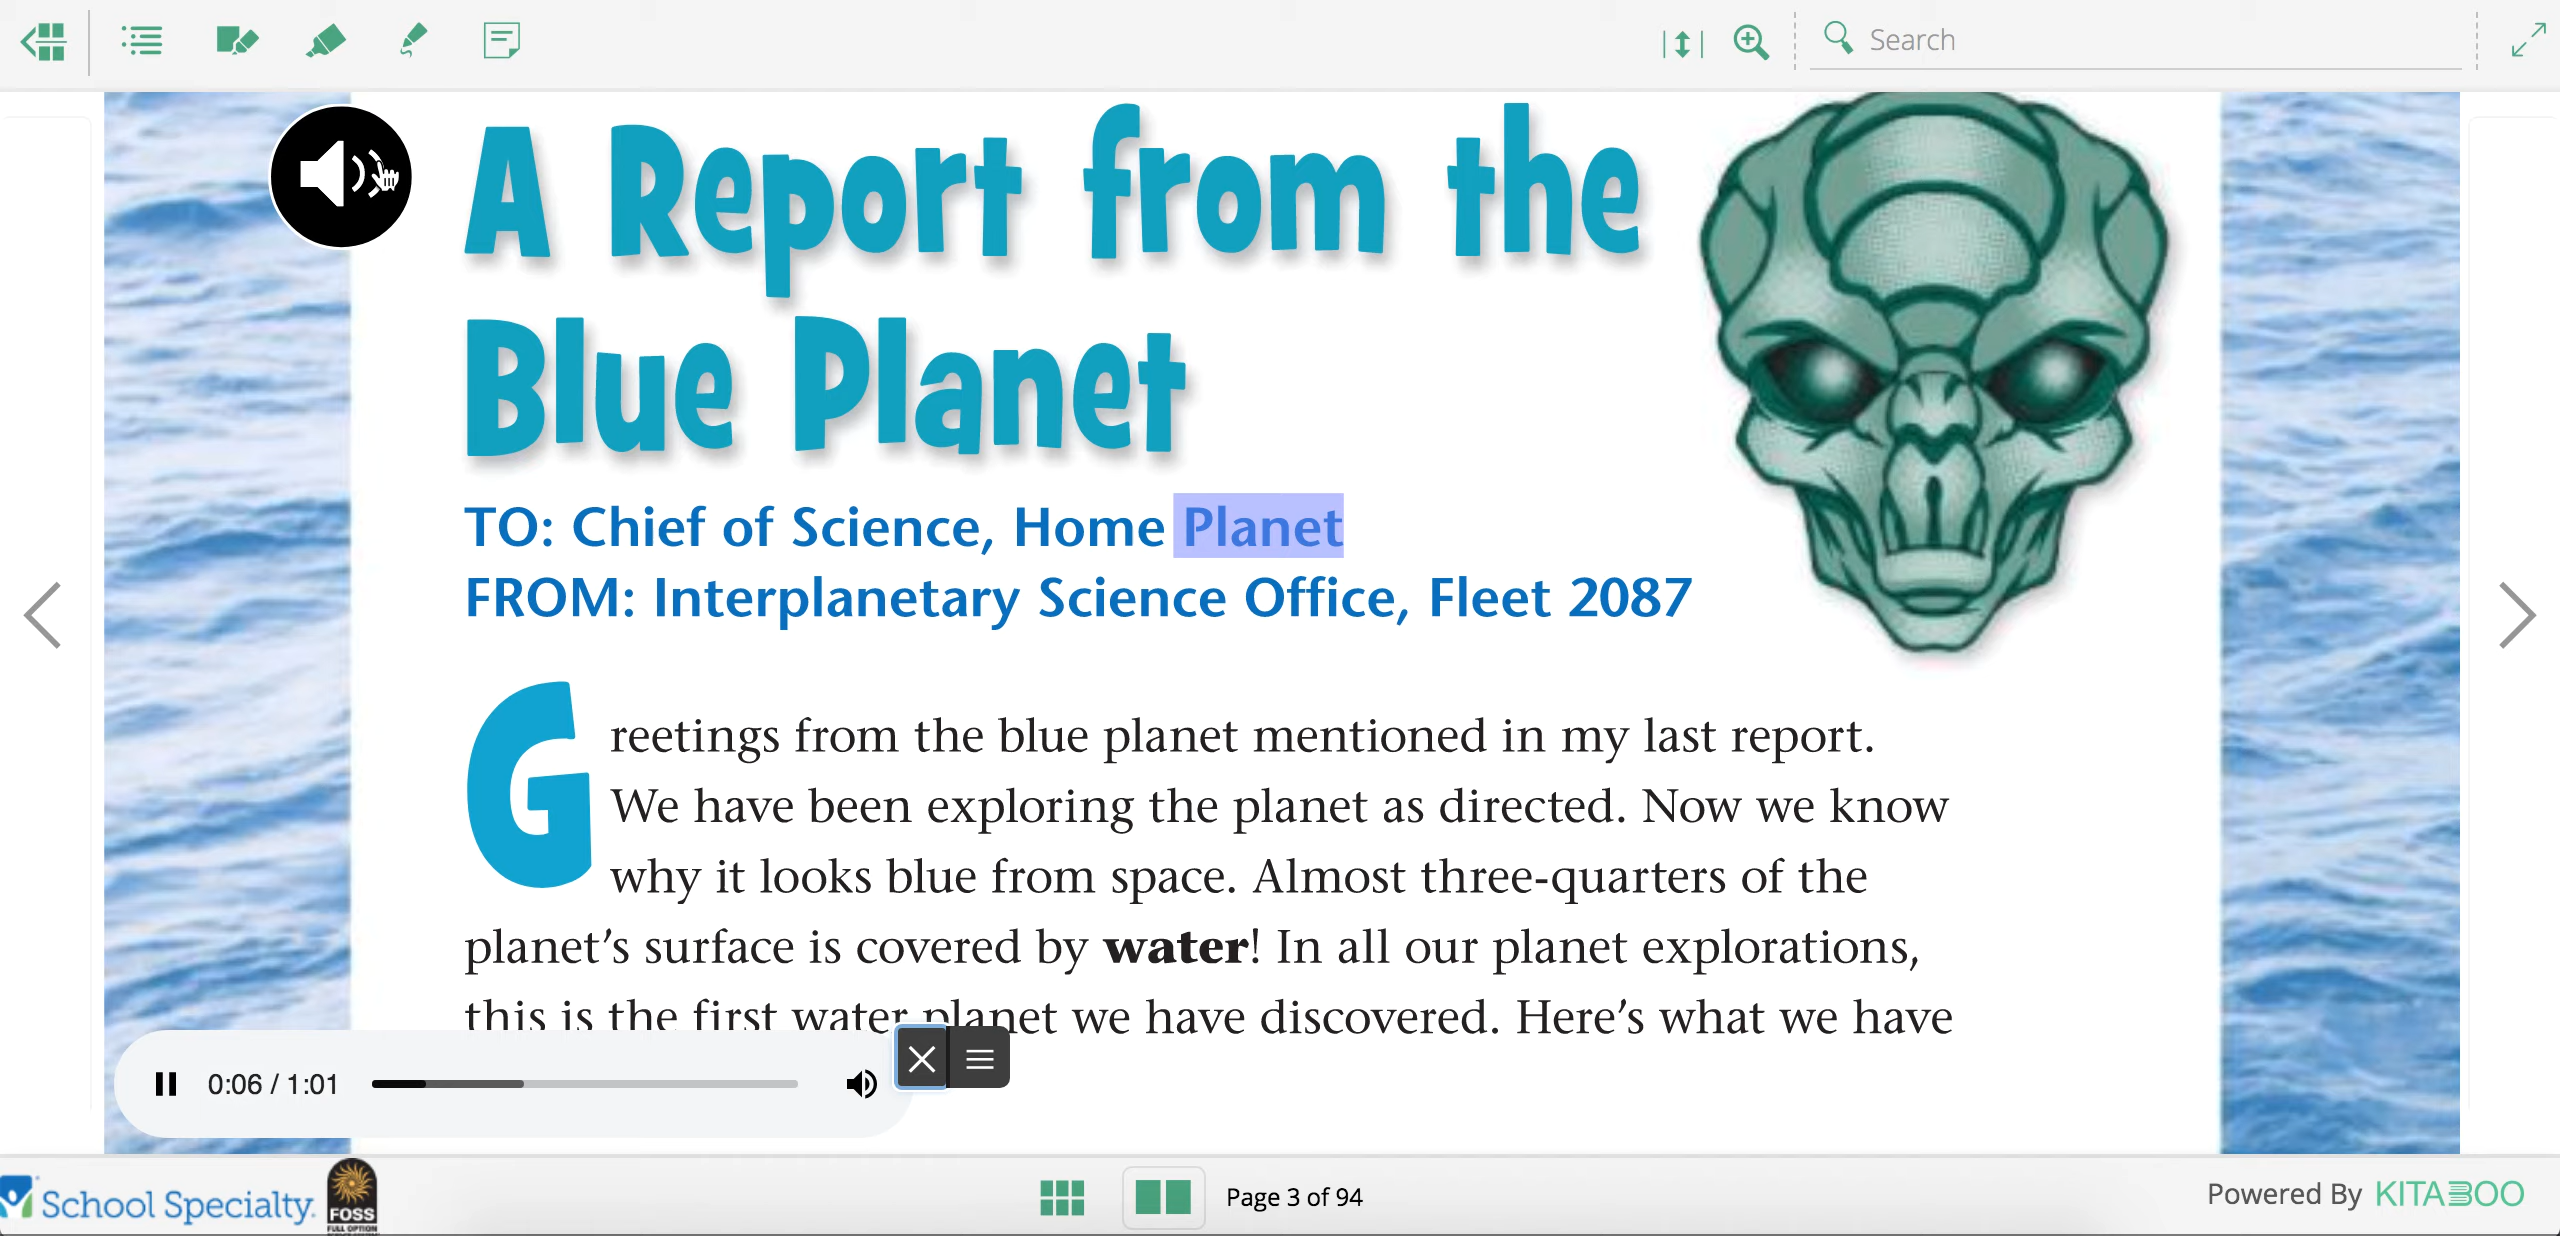 Search
A Report from the
Blue Planet
TO: Chief of Science, Home Planet
FROM: Interplanetary Science Office, Fleet 2087
Greetings from the blue planet mentioned in my last report.
We have been exploring the planet as directed. Now we know
why it looks blue from space. Almost three-quarters of the
planet’s surface is covered by water! In all our planet explorations,
this is the first water planet we have discovered. Here’s what we have
0:06 / 1:01
School Specialty.
FOSS
FULL OPTION
Page 3 of 94
Powered By KITABOO